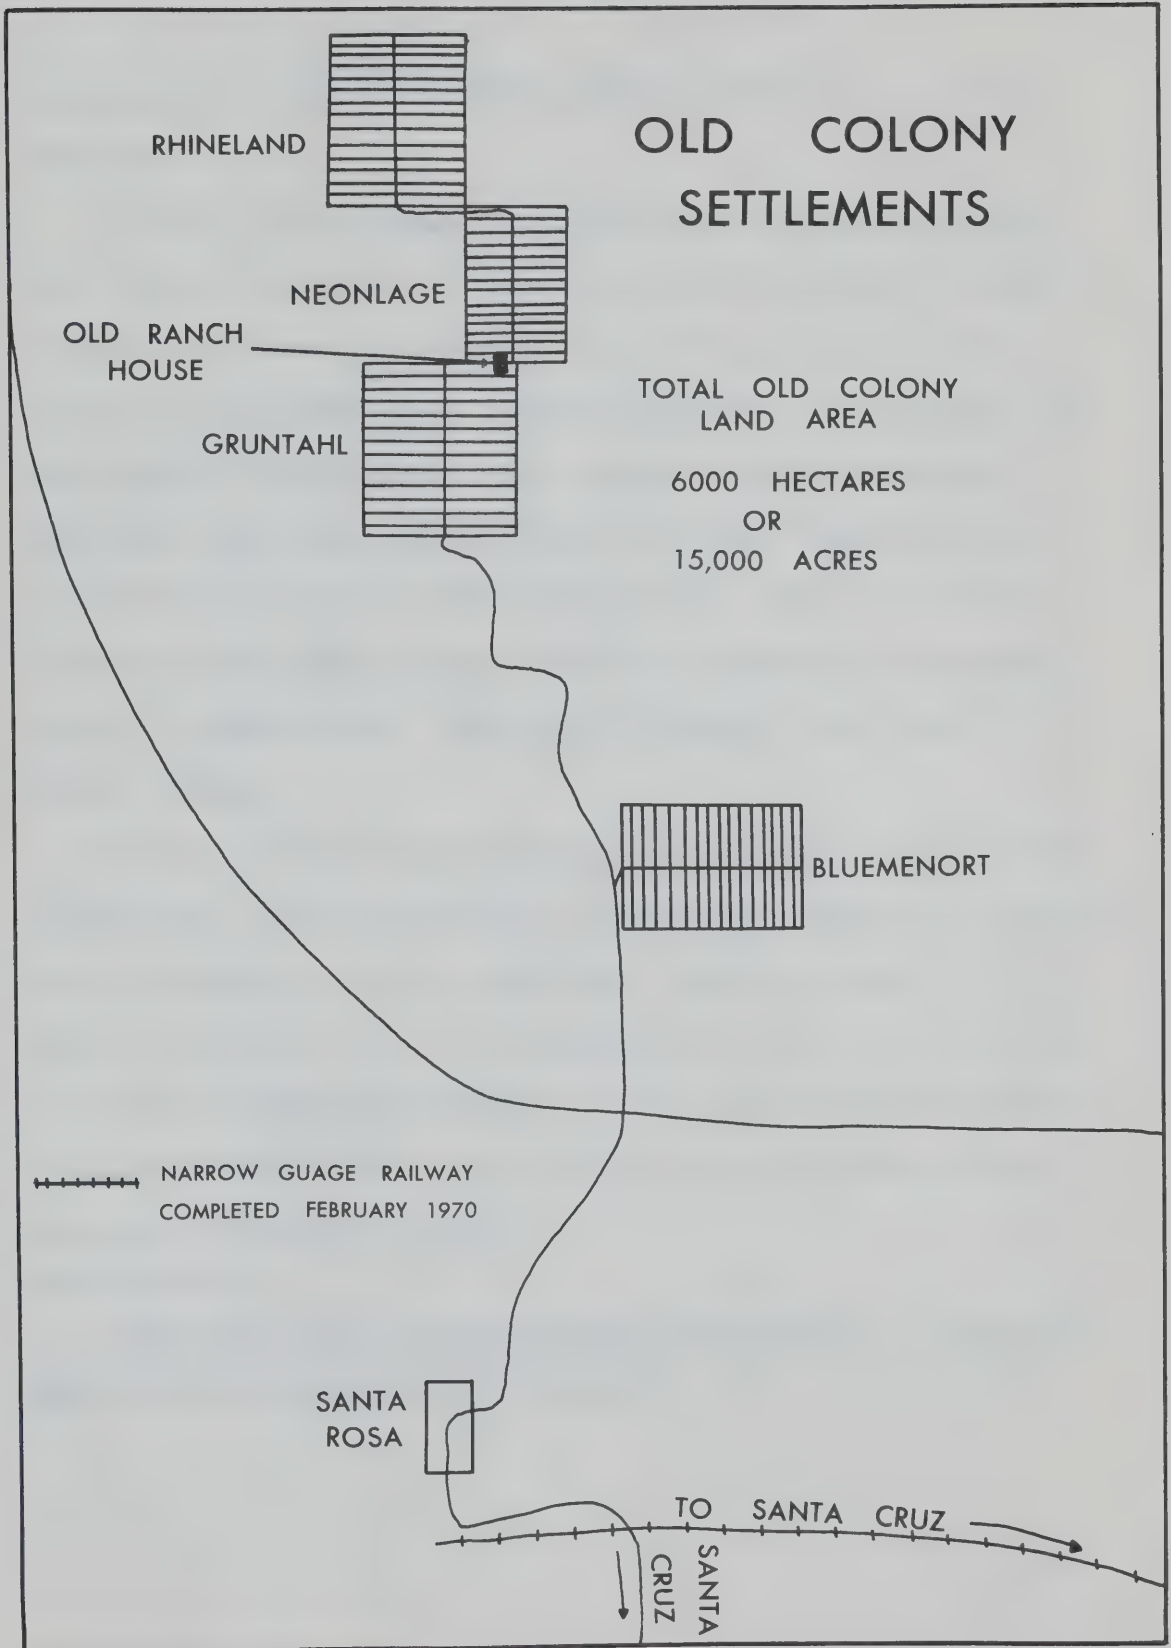 OLD COLONY
SETTLEMENTS
RHINELAND
NEONLAGE
OLD RANCH
HOUSE
GRUNTAHL
TOTAL OLD COLONY
LAND AREA
6000 HECTARES
OR
15,000 ACRES
BLUEMENORT
NARROW GUAGE RAILWAY
COMPLETED FEBRUARY 1970
SANTA
ROSA
TO SANTA CRUZ
SANTA
CRUZ